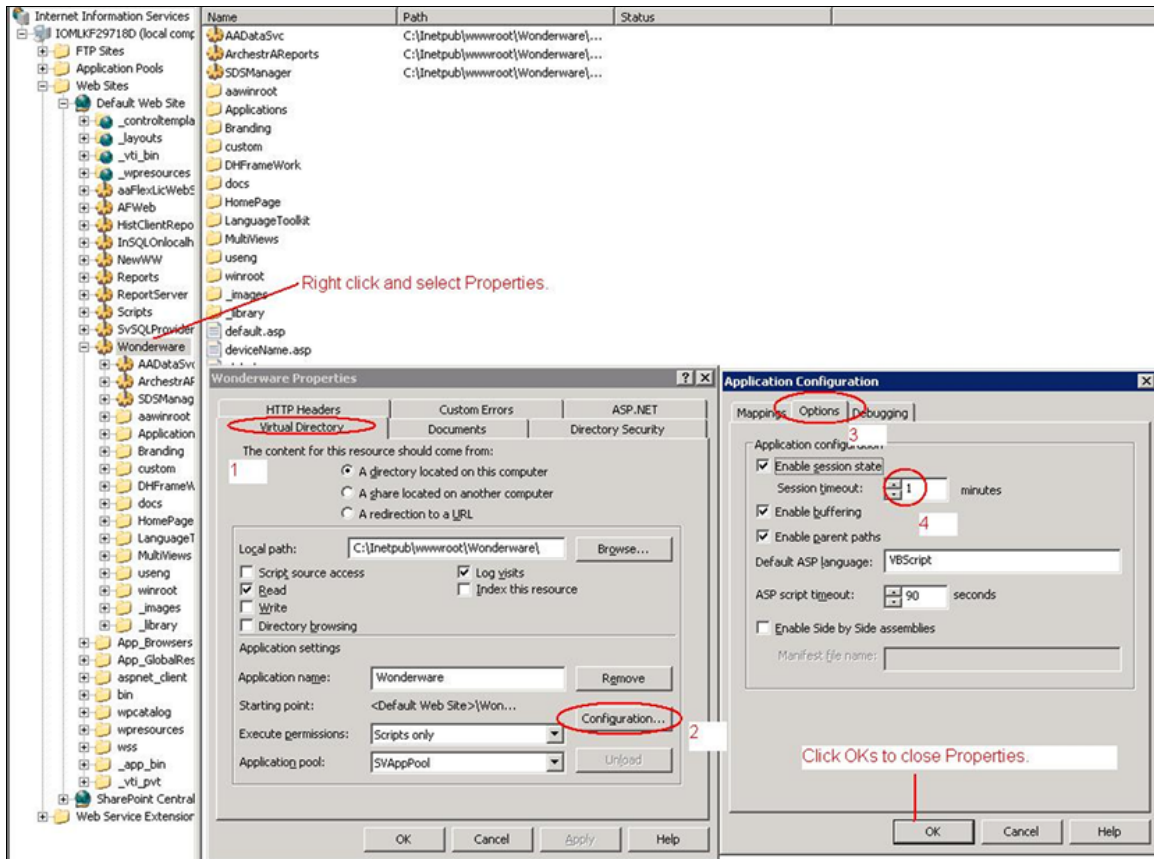 Internet Information Services
IOMLKF29718D (local comp
FTP Sites
Application Pools
Web Sites
Default Web Site
_controltempla
_layouts
_vti_bin
_wpresources
aaFlexLicWebS
AFWeb
HistClientRepo
InSQLOnlocalh
NewWW
Reports
ReportServer
Scripts
SvSQLProvider
Wonderware
AADataSvc
ArchestrAR
SDSManag
aawinroot
Application
Branding
custom
DHFrameW
docs
HomePage
LanguageT
MultiViews
useng
winroot
_images
_library
App_Browsers
App_GlobalRes
aspnet_client
bin
wpcatalog
wpresources
wss
_app_bin
_vti_pvt
SharePoint Central
Web Service Extension
Name Path Status
AADataSvc C:\Inetpub\wwwroot\Wonderware\...
ArchestrAReports C:\Inetpub\wwwroot\Wonderware\...
SDSManager C:\Inetpub\wwwroot\Wonderware\...
aawinroot
Applications
Branding
custom
DHFrameWork
docs
HomePage
LanguageToolkit
MultiViews
useng
winroot
_images
_library
default.asp
deviceName.asp
Right click and select Properties.
Wonderware Properties
HTTP Headers Custom Errors ASP.NET
Virtual Directory Documents Directory Security
1
The content for this resource should come from:
A directory located on this computer
A share located on another computer
A redirection to a URL
Local path: C:\Inetpub\wwwroot\Wonderware\ Browse...
Script source access Log visits
Read Index this resource
Write
Directory browsing
Application settings
Application name: Wonderware Remove
Starting point: <Default Web Site>\Won...
Configuration...
2
Execute permissions: Scripts only
Application pool: SVAppPool Unload
OK Cancel Apply Help
Application Configuration
Mappings Options Debugging
3
Application configuration
Enable session state
Session timeout: 1 minutes
4
Enable buffering
Enable parent paths
Default ASP language: VBScript
ASP script timeout: 90 seconds
Enable Side by Side assemblies
Manifest file name:
Click OKs to close Properties.
OK Cancel Help